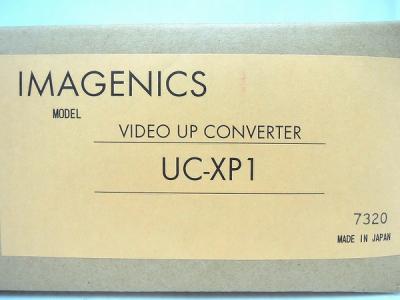 IMAGENICS
MODEL
VIDEO UP CONVERTER
UC-XP1
7320
MADE IN JAPAN